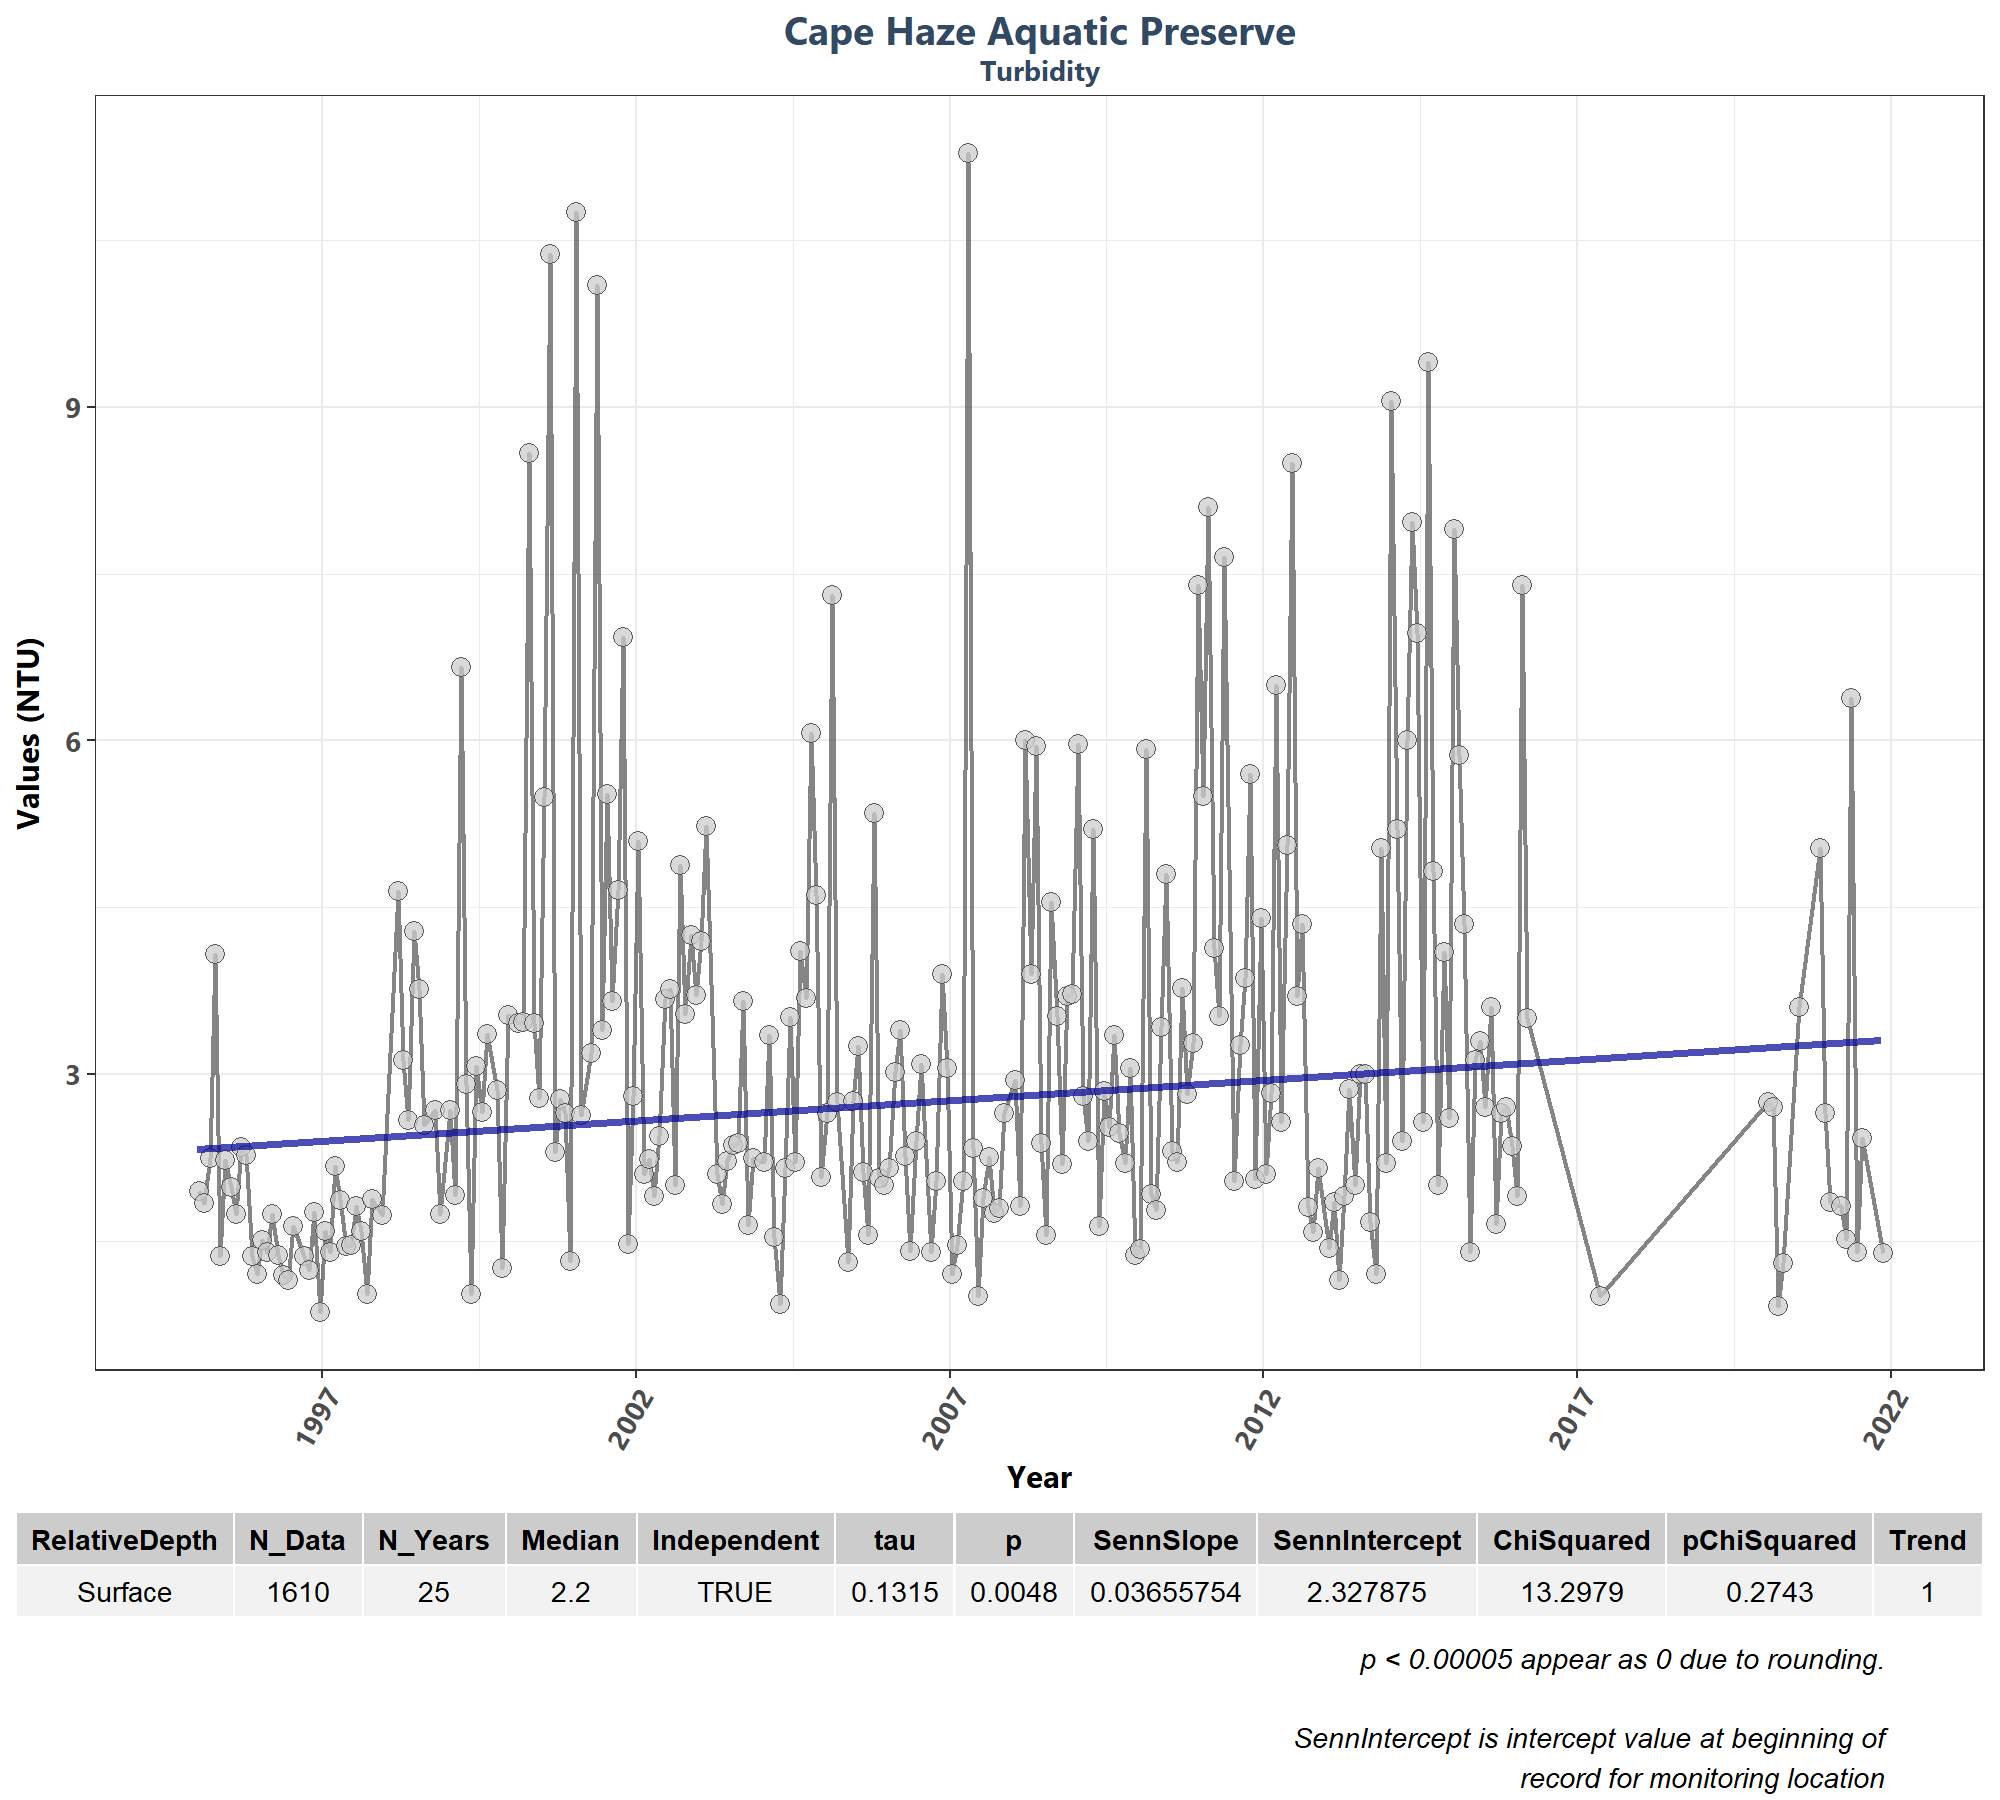 Cape Haze Aquatic Preserve
Turbidity
Values (NTU)
9
6
3
1997
2002
2007
2012
2017
2022
Year
RelativeDepth N_Data N_Years Median Independent tau p SennSlope SennIntercept ChiSquared pChiSquared Trend
Surface 1610 25 2.2 TRUE 0.1315 0.0048 0.03655754 2.327875 13.2979 0.2743 1
p < 0.00005 appear as 0 due to rounding.
SennIntercept is intercept value at beginning of
record for monitoring location